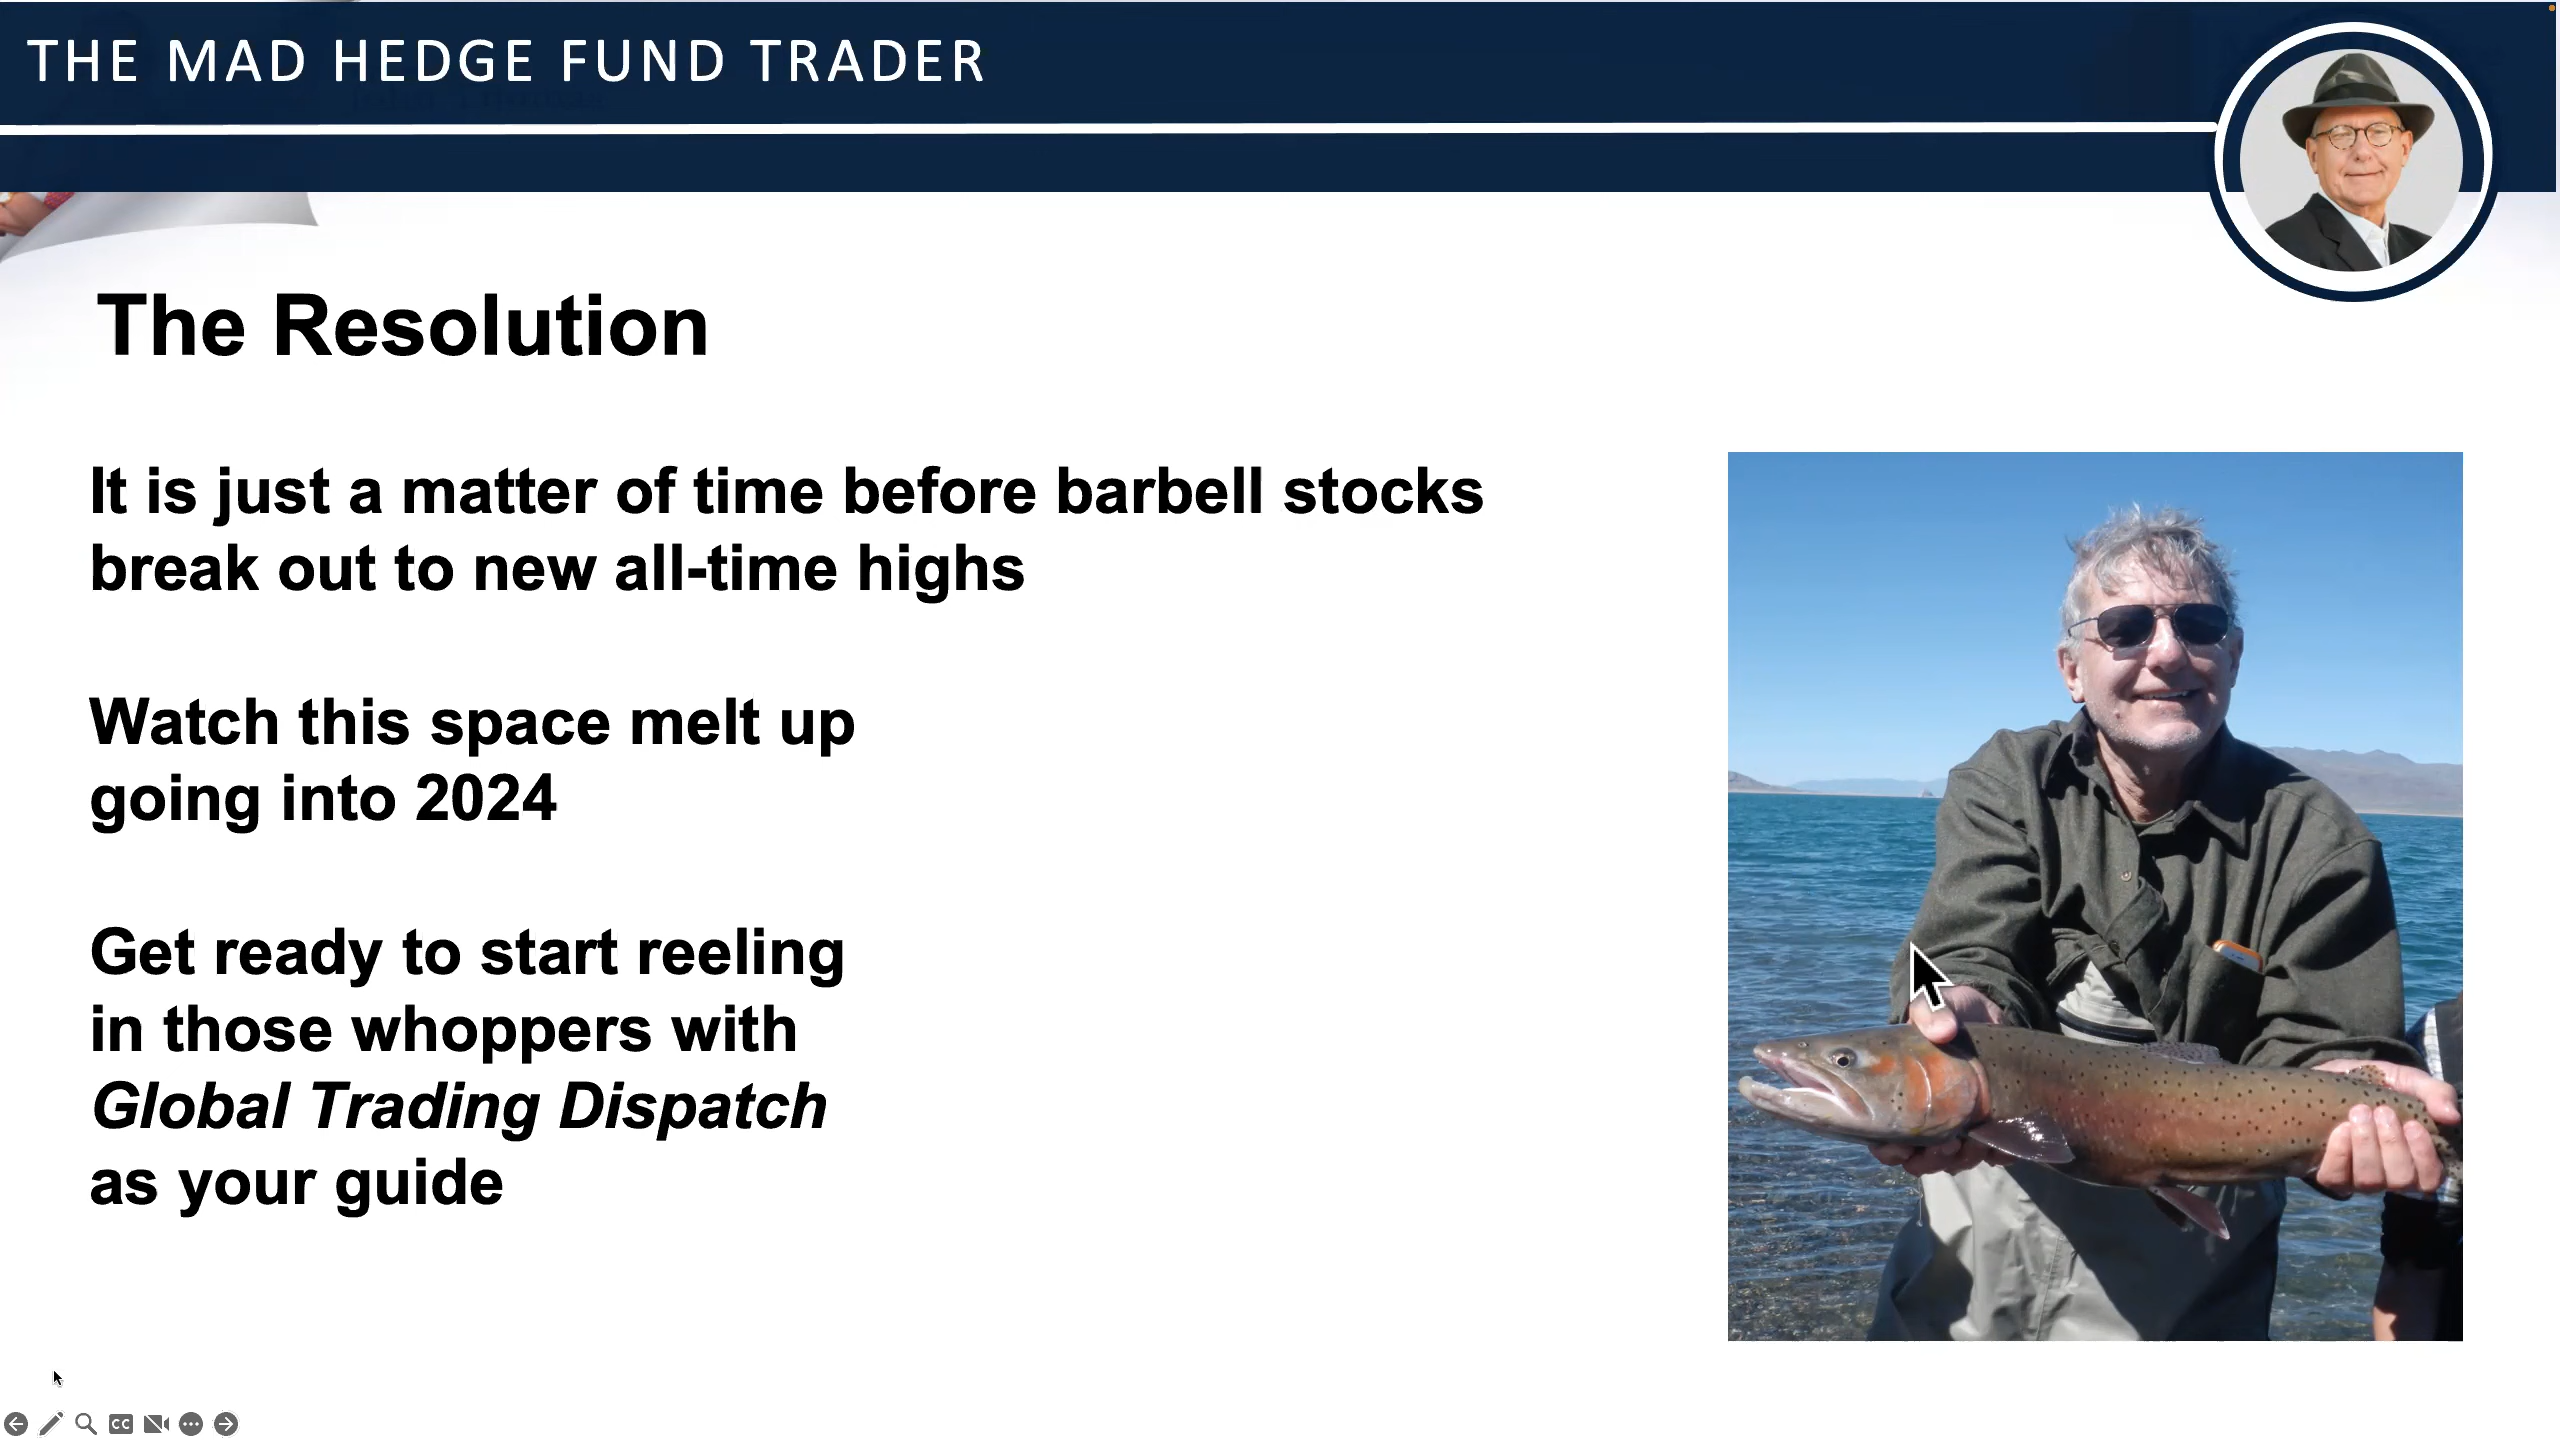 THE MAD HEDGE FUND TRADER
The Resolution
It is just a matter of time before barbell stocks
break out to new all-time highs
Watch this space melt up
going into 2024
Get ready to start reeling
in those whoppers with
Global Trading Dispatch
as your guide
CC